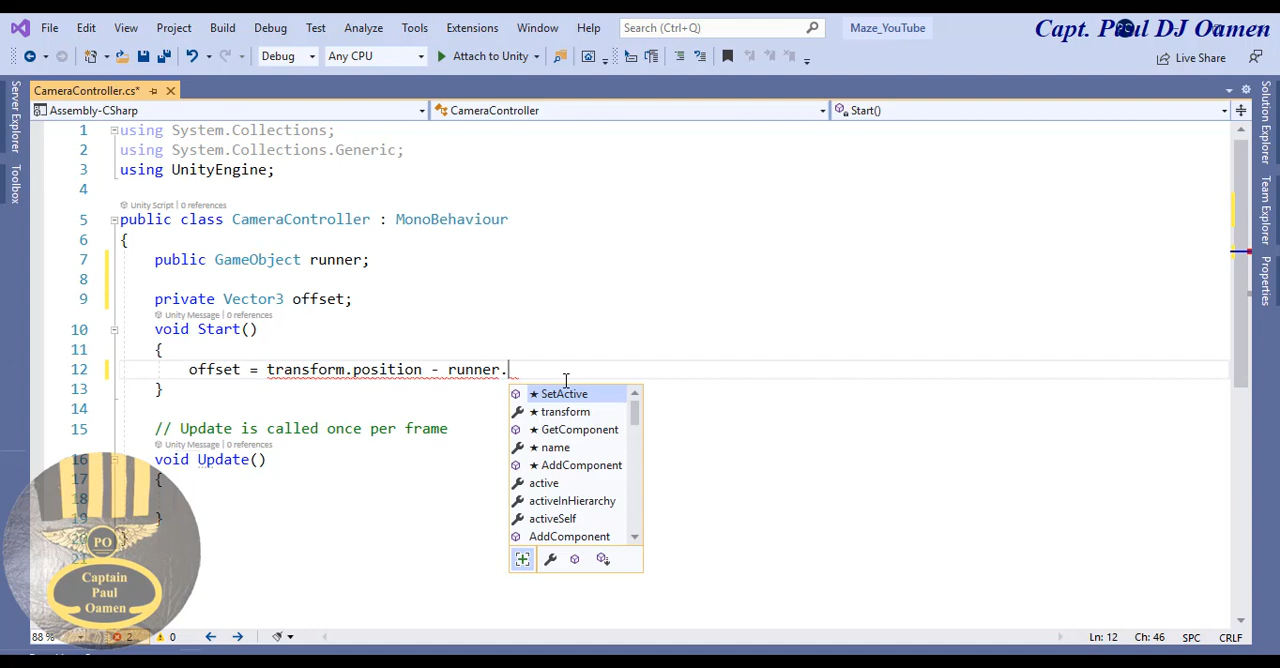 File Edit View Project Build Debug Test Analyze Tools Extensions Window Help Search (Ctrl+Q) Maze_YouTube
Capt. Paul DJ Oamen
Debug Any CPU Attach to Unity Live Share
CameraController.cs*
Assembly-CSharp CameraController Start()
Server Explorer
Toolbox
Solution Explorer
Team Explorer
Properties
1 using System.Collections;
2 using System.Collections.Generic;
3 using UnityEngine;
4
Unity Script | 0 references
5 public class CameraController : MonoBehaviour
6 {
7 public GameObject runner;
8
9 private Vector3 offset;
Unity Message | 0 references
10 void Start()
11 {
12 offset = transform.position - runner.
13 }
14
15 // Update is called once per frame
Unity Message | 0 references
16 void Update()
17 {
18
19 }
}
21
★ SetActive
★ transform
★ GetComponent
★ name
★ AddComponent
active
activeInHierarchy
activeSelf
AddComponent
PO
Captain
Paul
Oamen
88 % 2 0 Ln: 12 Ch: 46 SPC CRLF